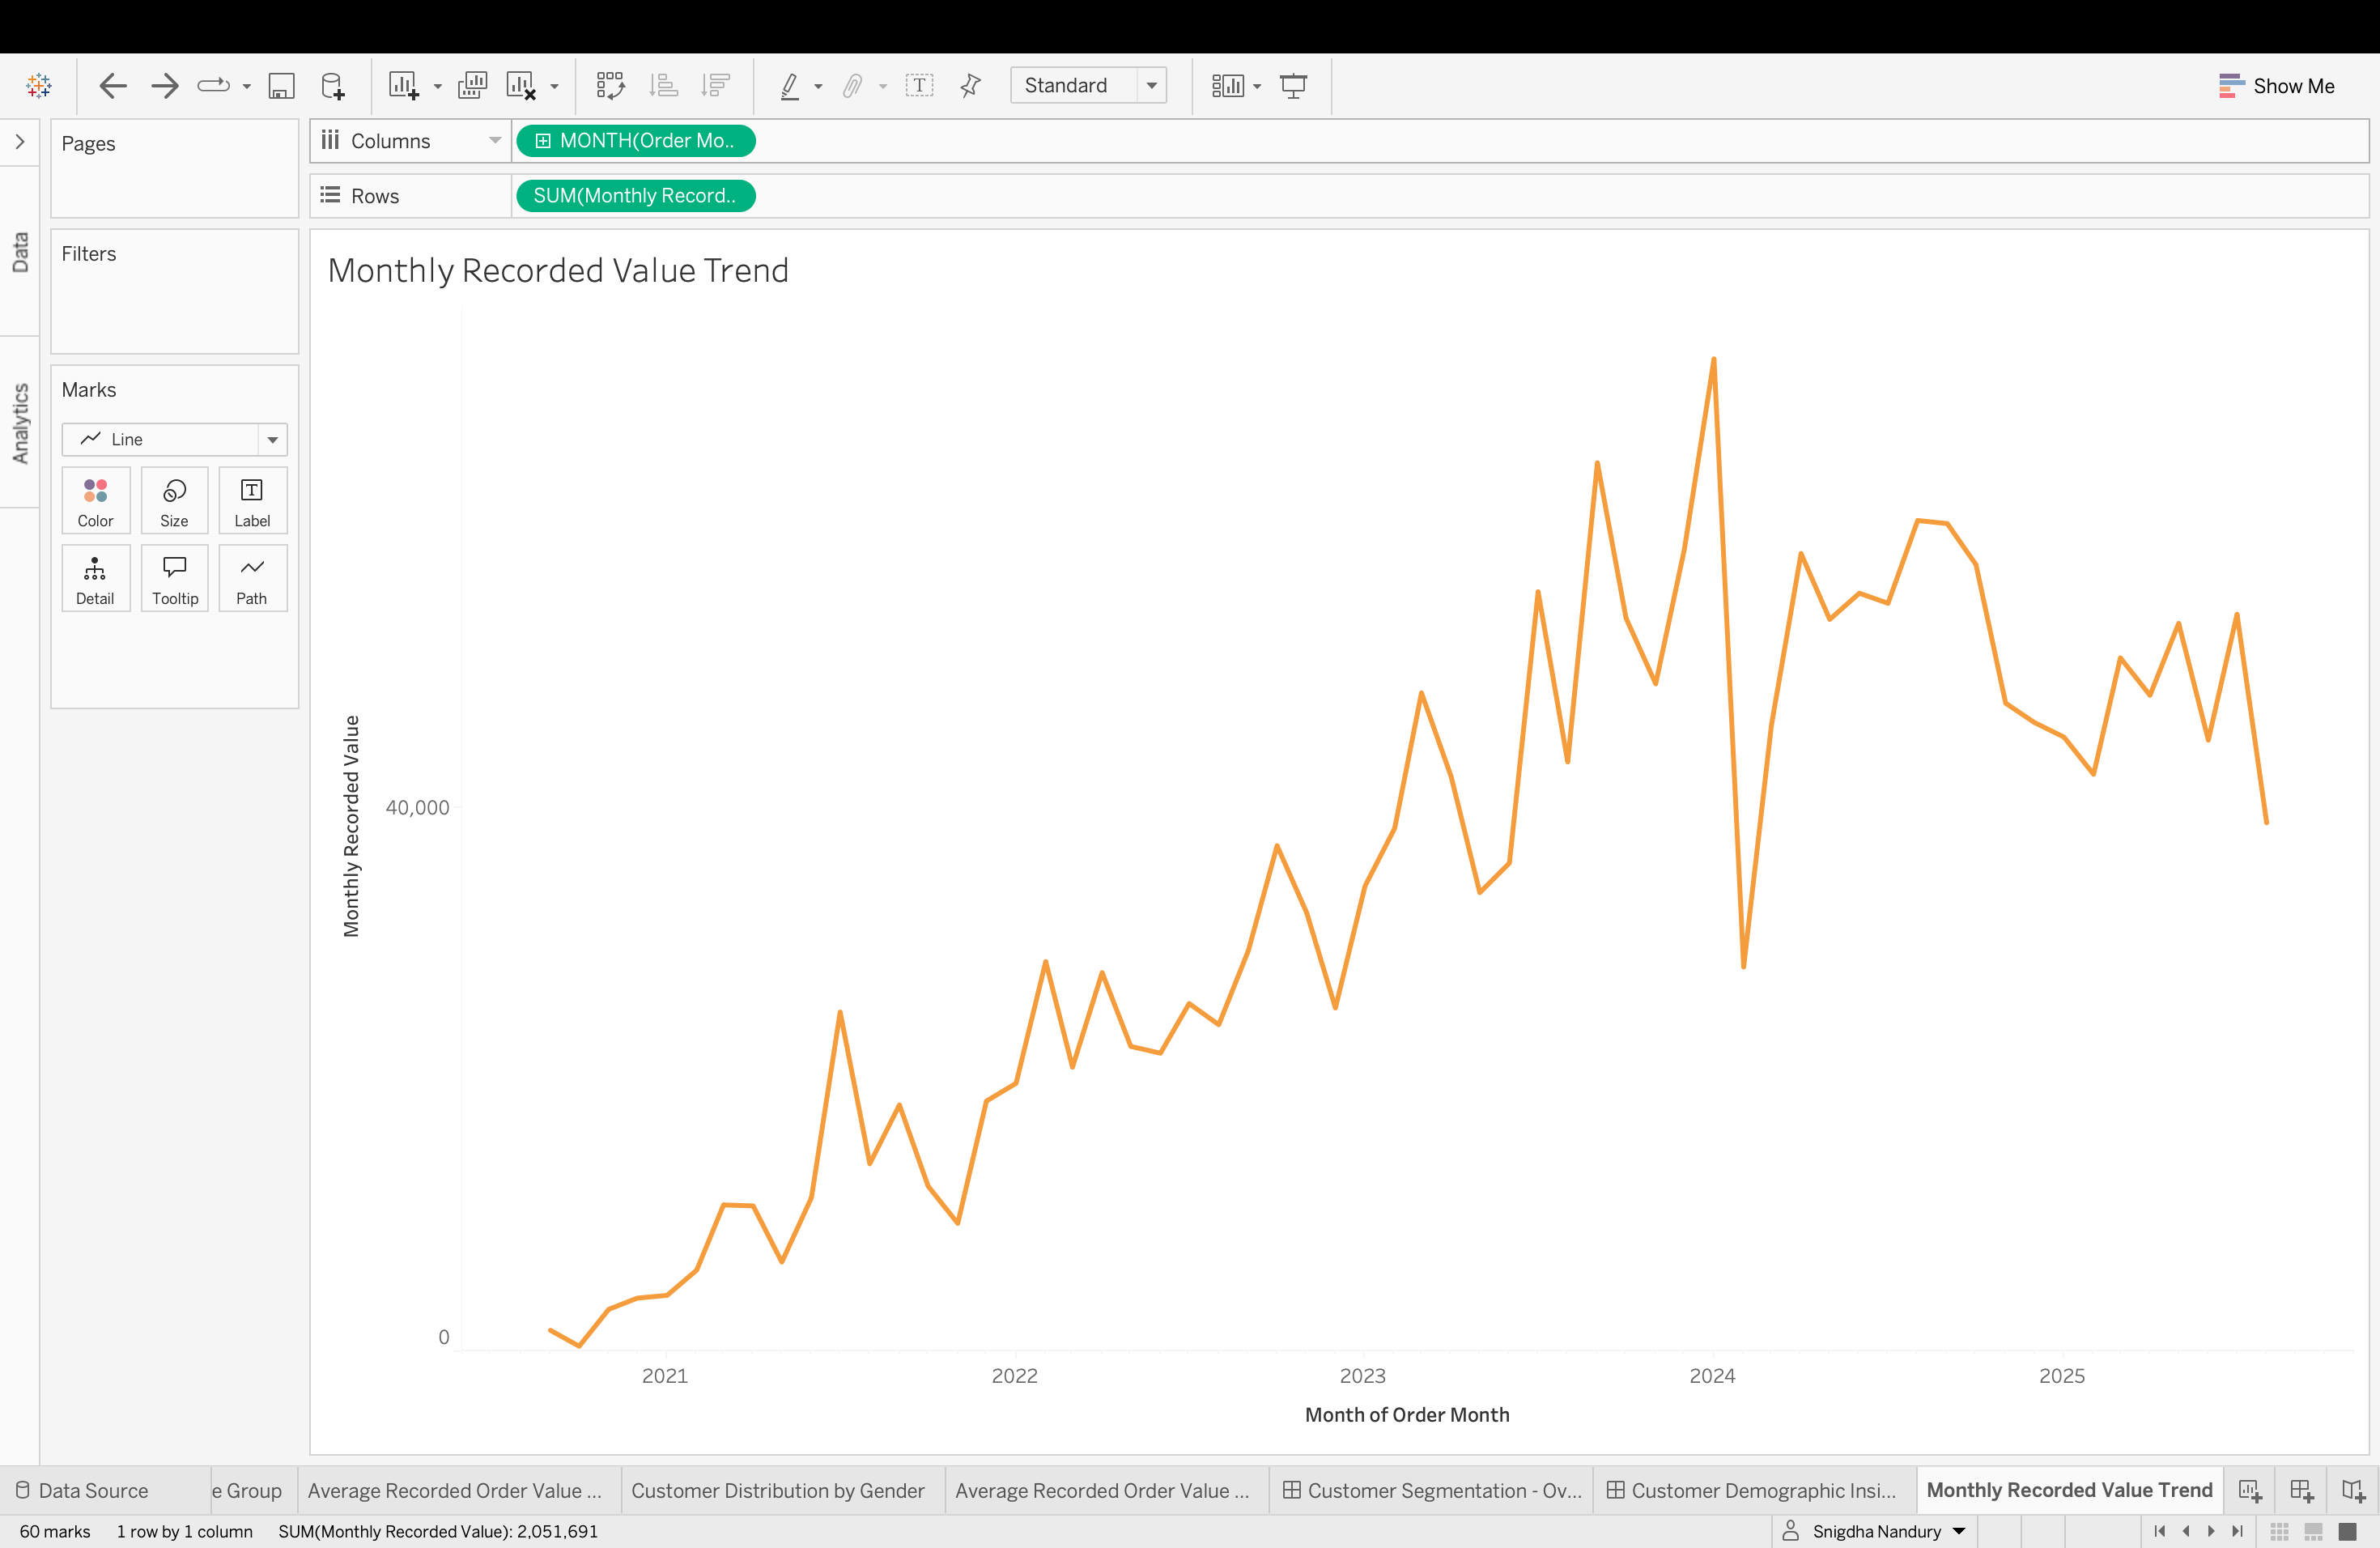 Standard
Show Me
Pages
Columns
MONTH(Order Mo..
Rows
SUM(Monthly Record..
Data
Analytics
Filters
Marks
Line
Color
Size
Label
Detail
Tooltip
Path
Monthly Recorded Value Trend
Monthly Recorded Value
40,000
0
2021
2022
2023
2024
2025
Month of Order Month
Data Source
e Group
Average Recorded Order Value ...
Customer Distribution by Gender
Average Recorded Order Value ...
Customer Segmentation - Ov...
Customer Demographic Insi...
Monthly Recorded Value Trend
60 marks
1 row by 1 column
SUM(Monthly Recorded Value): 2,051,691
Snigdha Nandury